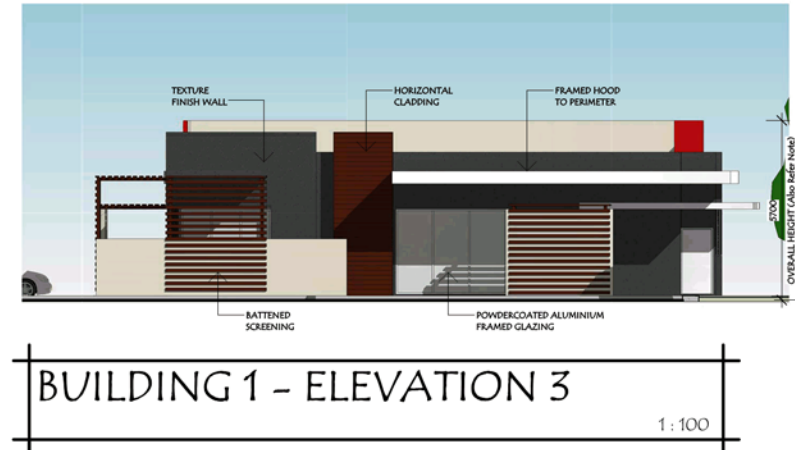 TEXTURE
FINISH WALL
HORIZONTAL
CLADDING
FRAMED HOOD
TO PERIMETER
5700
OVERALL HEIGHT (Also Refer Note)
BATTENED
SCREENING
POWDERCOATED ALUMINIUM
FRAMED GLAZING
BUILDING 1 - ELEVATION 3
1 : 100